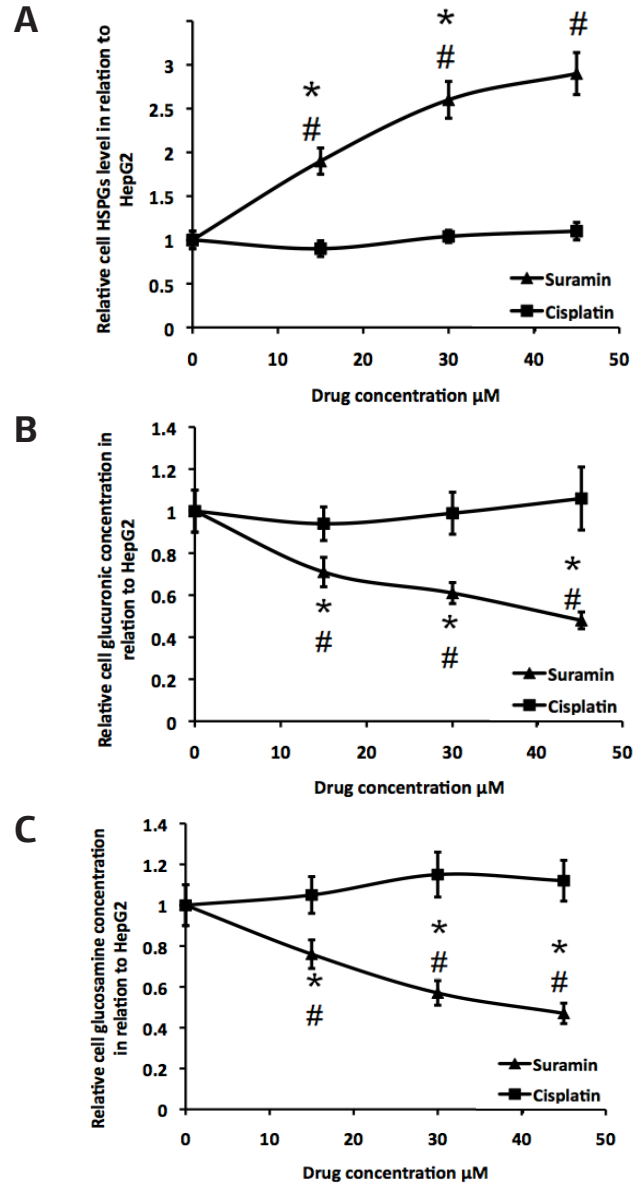 A
Relative cell HSPGs level in relation to
HepG2
3
2.5
2
1.5
1
0.5
0
*
#
*
#
#
Suramin
Cisplatin
0 10 20 30 40 50
Drug concentration µM
B
Relative cell glucuronic concentration in
relation to HepG2
1.4
1.2
1
0.8
0.6
0.4
0.2
0
*
#
*
#
*
#
Suramin
Cisplatin
0 10 20 30 40 50
Drug concentration µM
C
Relative cell glucosamine concentration
in relation to HepG2
1.4
1.2
1
0.8
0.6
0.4
0.2
0
*
#
*
#
*
#
Suramin
Cisplatin
0 10 20 30 40 50
Drug concentration µM